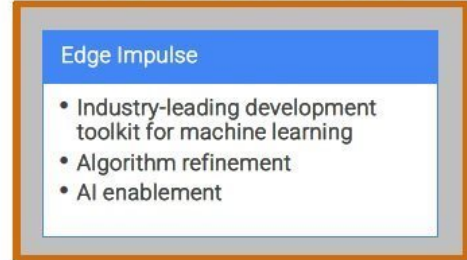 Edge Impulse
• Industry-leading development
toolkit for machine learning
• Algorithm refinement
• AI enablement